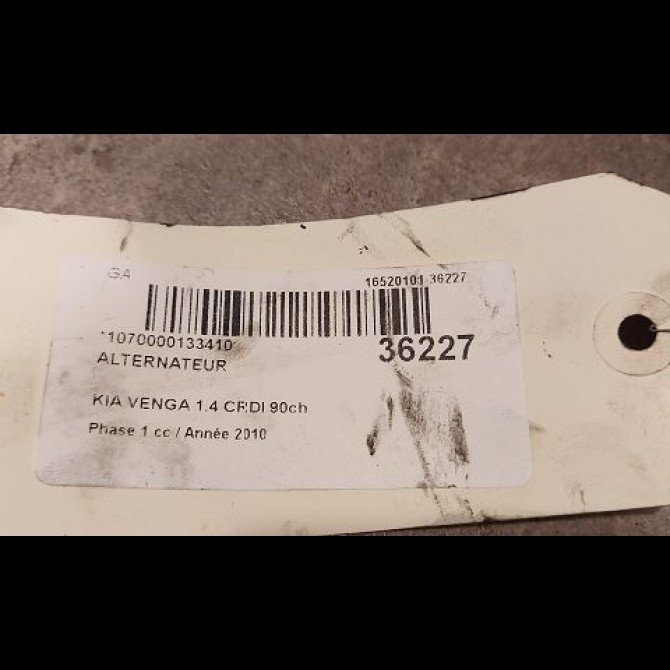 GA 16520101 36227
*1070000133410*
36227
ALTERNATEUR
KIA VENGA 1.4 CRDI 90ch
Phase 1 cc / Année 2010